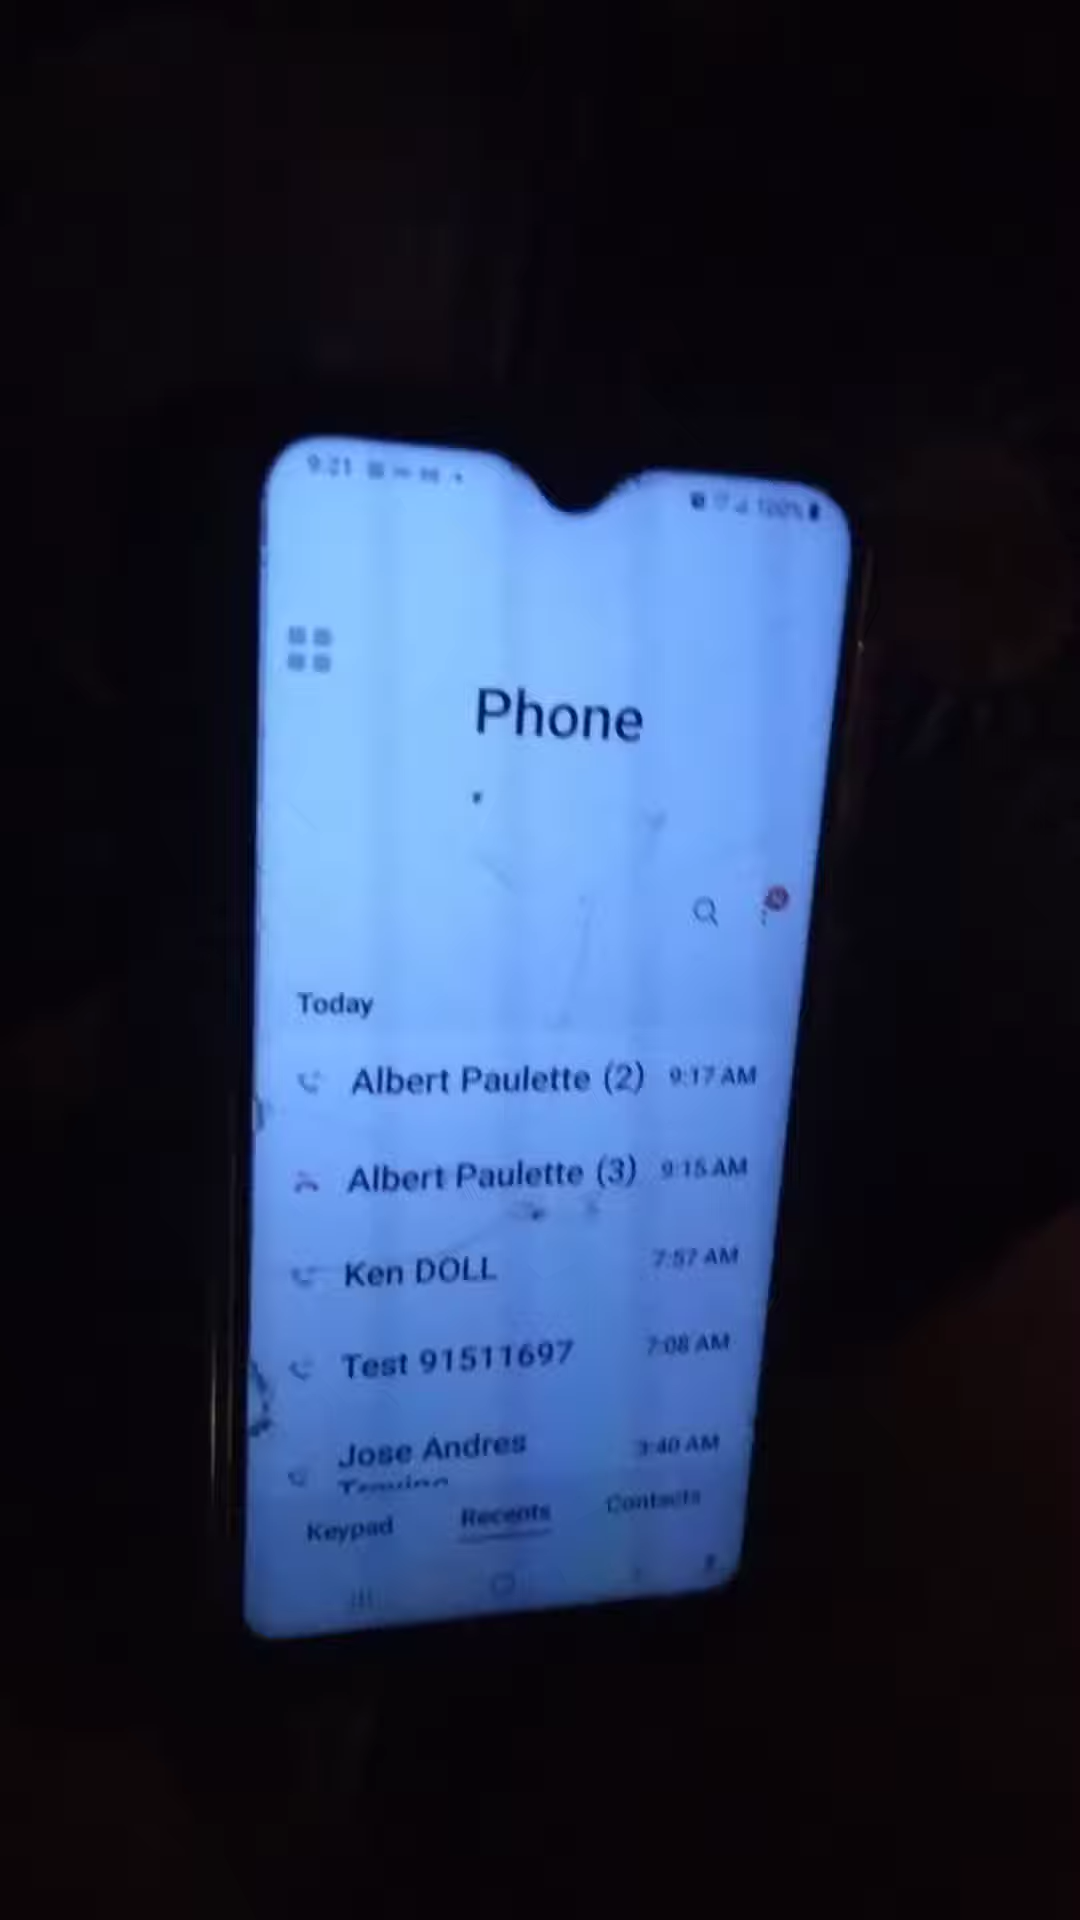 9:21
100%
Phone
Today
Albert Paulette (2) 9:17 AM
Albert Paulette (3) 9:15 AM
Ken DOLL 7:57 AM
Test 91511697 7:08 AM
Jose Andres 3:40 AM
Keypad Recents Contacts